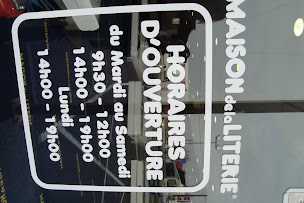 MAISON de la LITERIE
HORAIRES
D'OUVERTURE
du Mardi au Samedi
9h30 - 12h00
14h00 - 19h00
Lundi
14h00 - 19h00